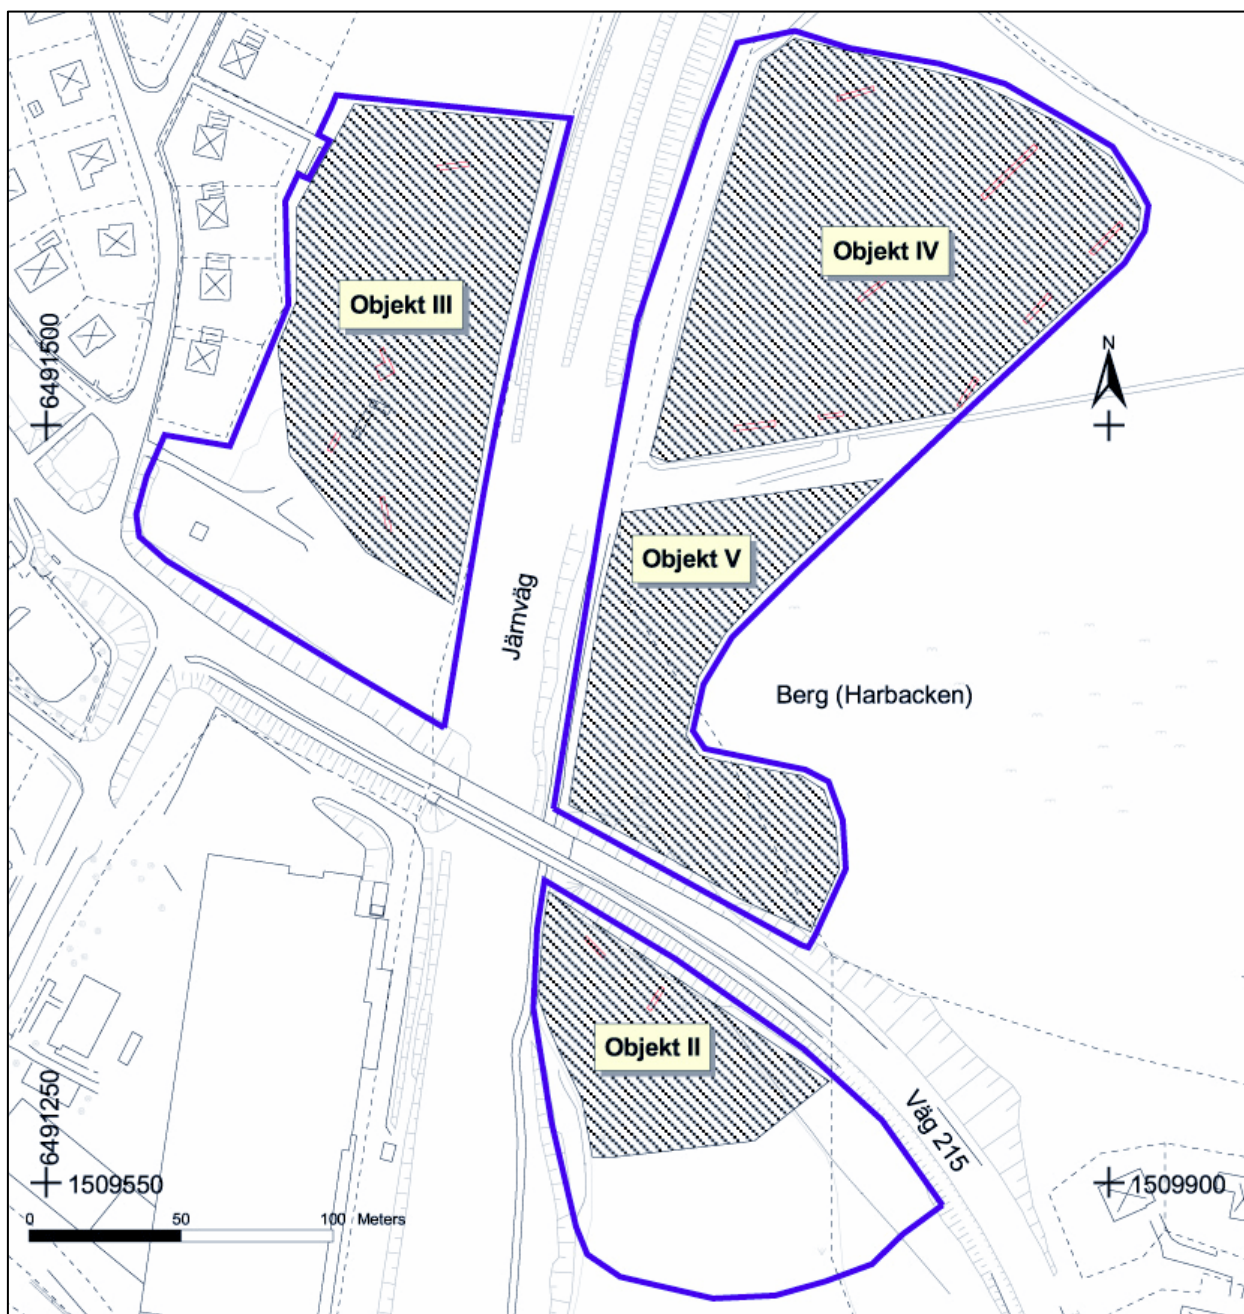 Objekt IV
Objekt III
6491500
N
Objekt V
Järnväg
Berg (Harbacken)
Objekt II
6491250
Väg 215
1509550
1509900
0 50 100 Meters